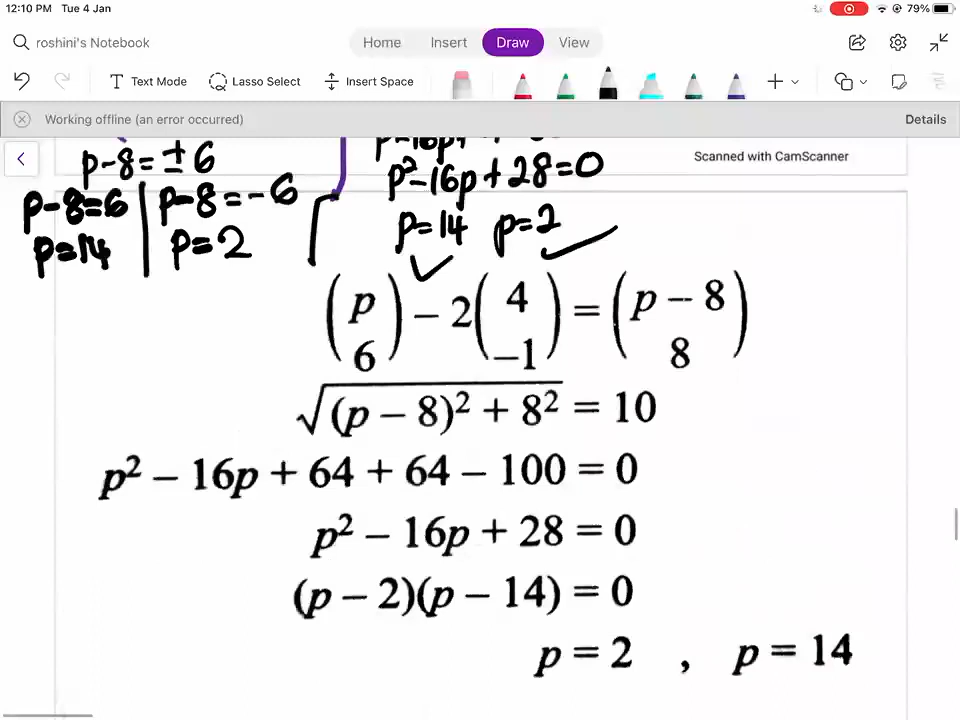 12:10 PM Tue 4 Jan 79%
roshini's Notebook Home Insert Draw View
Text Mode Lasso Select Insert Space
Working offline (an error occurred) Details
Scanned with CamScanner
p-8=±6
p-8=6 p-8=-6
p=14 p=2
p²-16p+28=0
p=14 p=2
(p 6) − 2(4 −1) = (p − 8 8)
√(p − 8)² + 8² = 10
p² − 16p + 64 + 64 − 100 = 0
p² − 16p + 28 = 0
(p − 2)(p − 14) = 0
p = 2 , p = 14